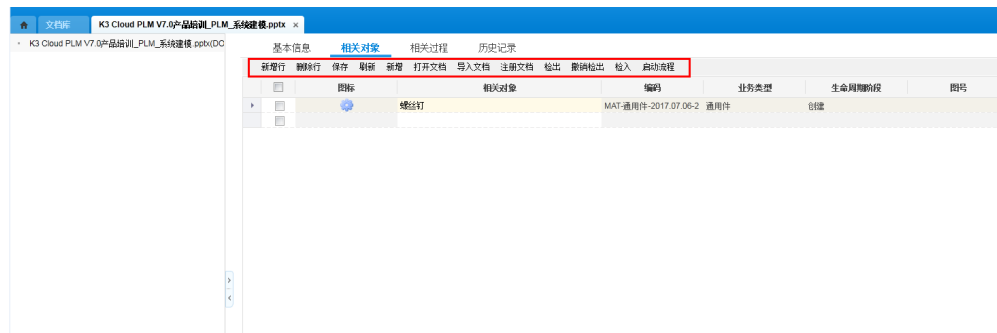 文档库 K3 Cloud PLM V7.0产品培训_PLM_系统建模.pptx ×
K3 Cloud PLM V7.0产品培训_PLM_系统建模.pptx(DO
基本信息 相关对象 相关过程 历史记录
新增行 删除行 保存 刷新 新增 打开文档 导入文档 注册文档 检出 撤销检出 检入 启动流程
图标 相关对象 编码 业务类型 生命周期阶段 图号
螺丝钉 MAT-通用件-2017.07.06-2 通用件 创建